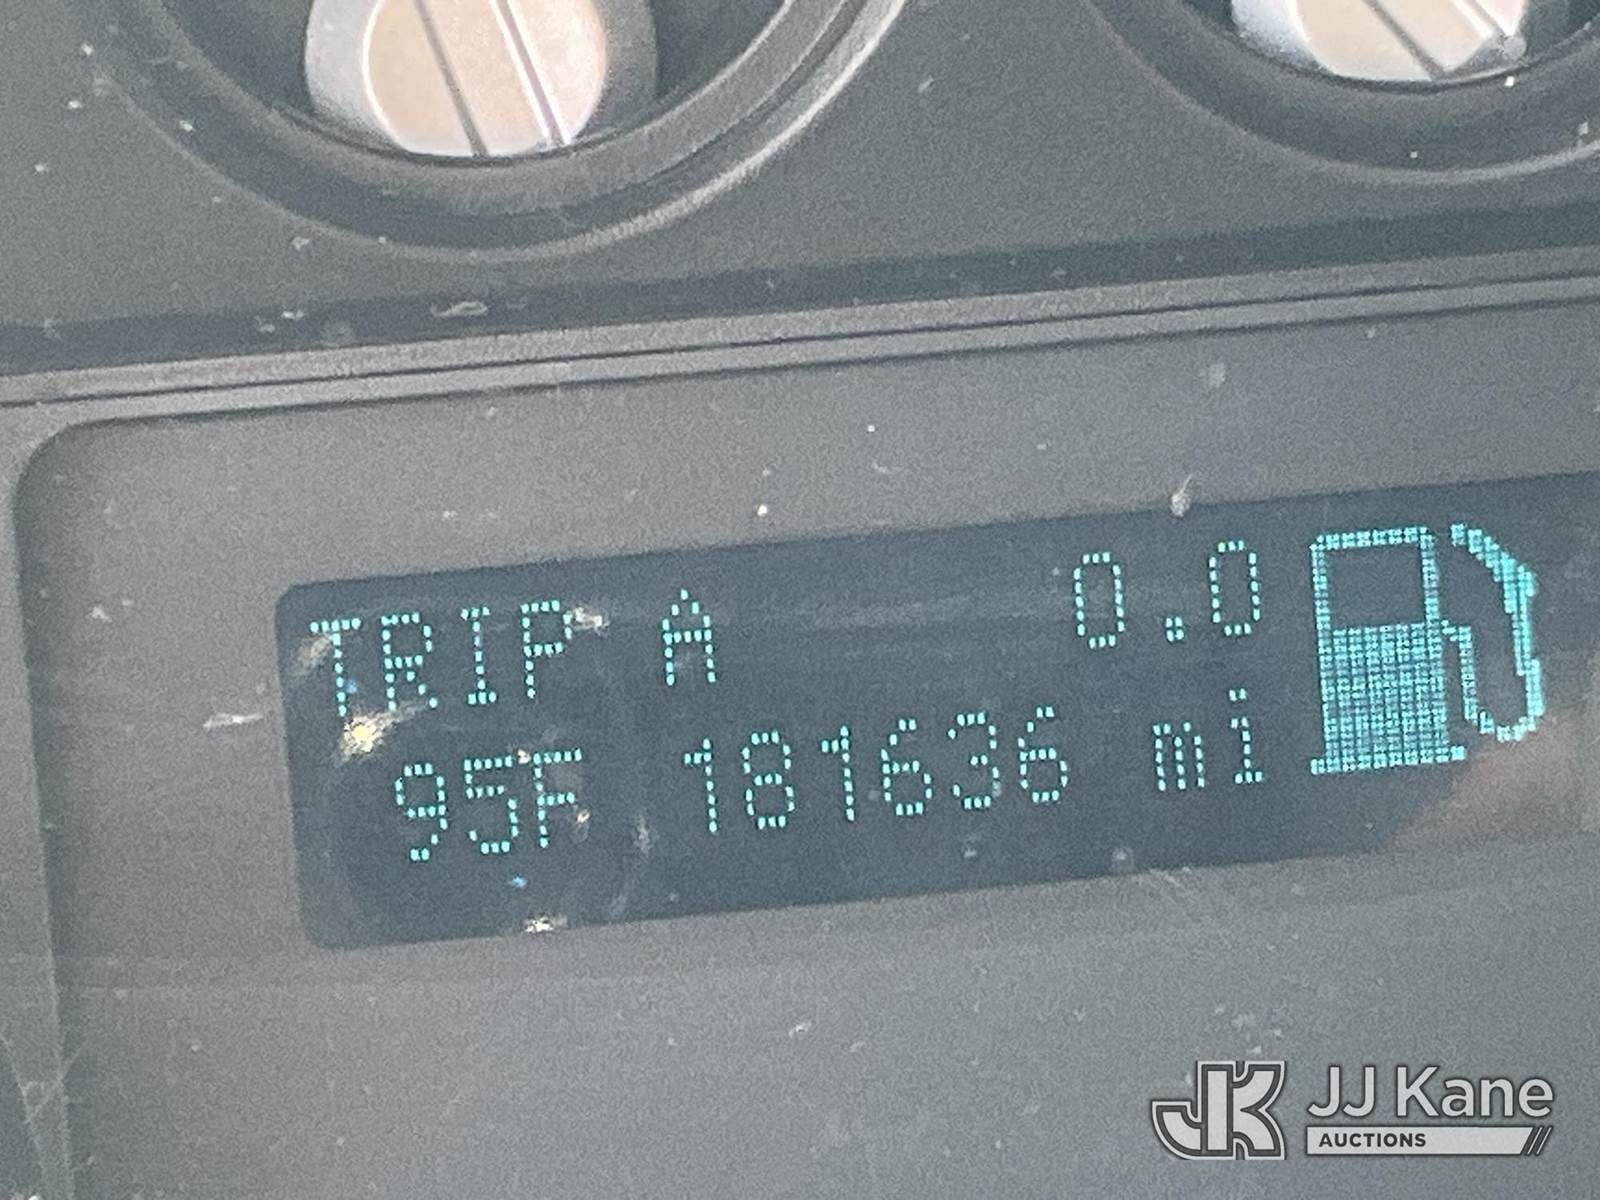 TRIP A 0.0
95F 181636 mi
JJ Kane
AUCTIONS